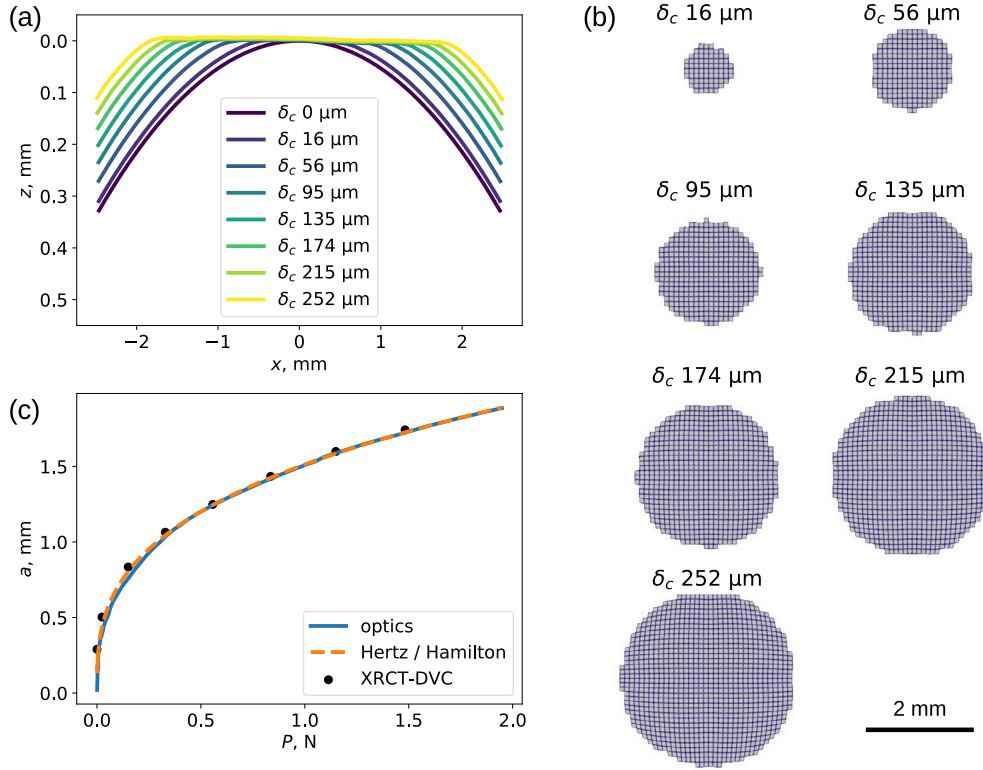 (a)
0.0
0.1
0.2
0.3
0.4
0.5
z, mm
δc 0 μm
δc 16 μm
δc 56 μm
δc 95 μm
δc 135 μm
δc 174 μm
δc 215 μm
δc 252 μm
−2
−1
0
1
2
x, mm
(b)
δc 16 μm
δc 56 μm
δc 95 μm
δc 135 μm
δc 174 μm
δc 215 μm
δc 252 μm
2 mm
(c)
1.5
1.0
0.5
0.0
a, mm
optics
Hertz / Hamilton
XRCT-DVC
0.0
0.5
1.0
1.5
2.0
P, N